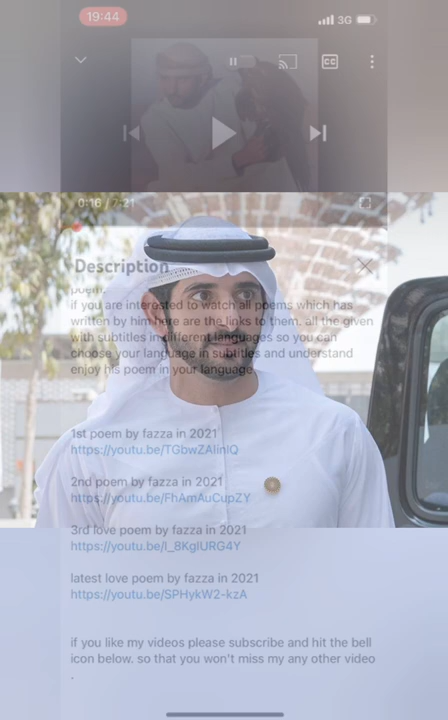 19:44
3G
CC
0:16 / 7:21
Description
poem.
if you are interested to watch all poems which has
written by him here are the links to them. all the given
with subtitles in different languages so you can
choose your language in subtitles and understand
enjoy his poem in your language.
1st poem by fazza in 2021
https://youtu.be/TGbwZAIinIQ
2nd poem by fazza in 2021
https://youtu.be/FhAmAuCupZY
3rd love poem by fazza in 2021
https://youtu.be/I_8KglURG4Y
latest love poem by fazza in 2021
https://youtu.be/SPHykW2-kzA
if you like my videos please subscribe and hit the bell
icon below. so that you won't miss my any other video
.